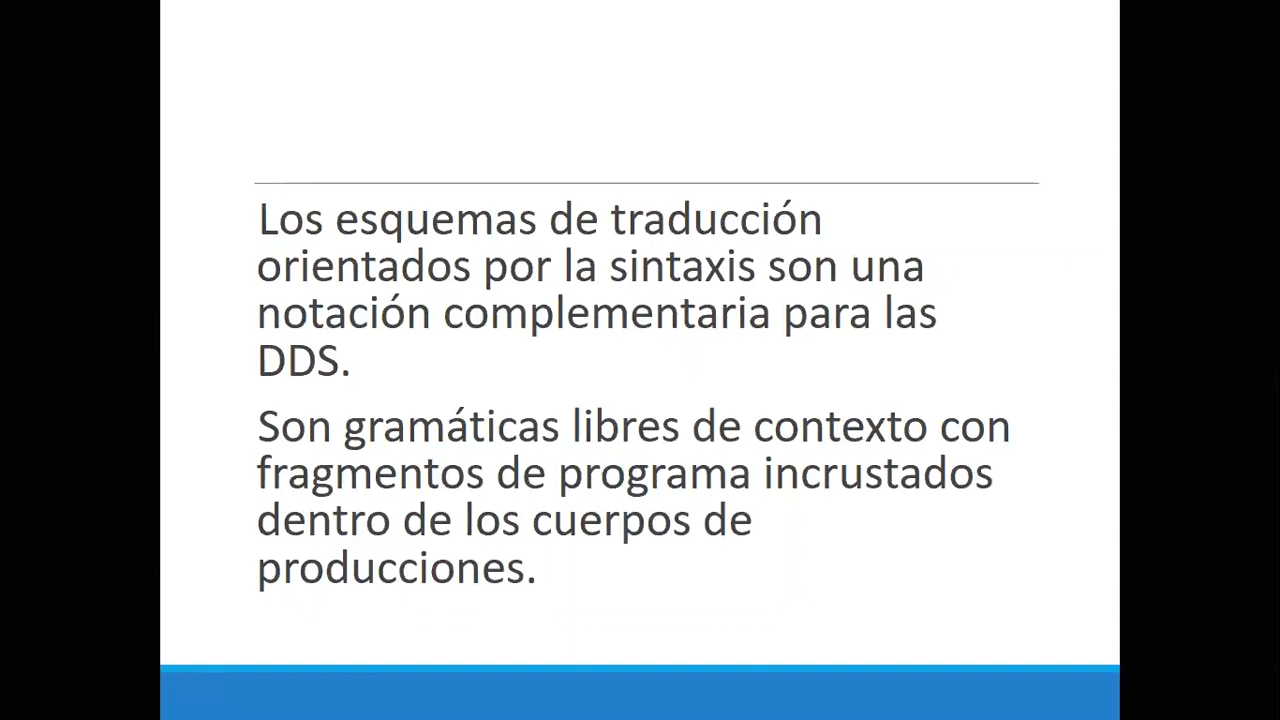 Los esquemas de traducción
orientados por la sintaxis son una
notación complementaria para las
DDS.
Son gramáticas libres de contexto con
fragmentos de programa incrustados
dentro de los cuerpos de
producciones.